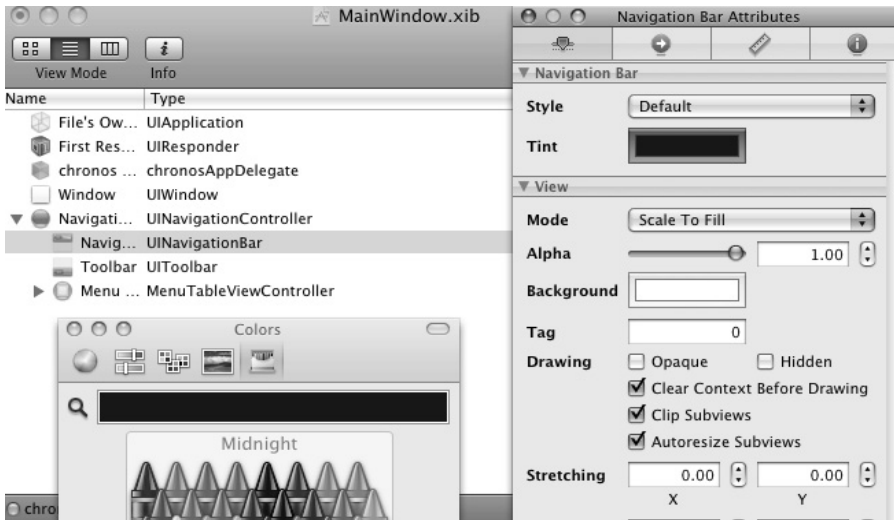 MainWindow.xib
View Mode
Info
Name Type
File's Ow... UIApplication
First Res... UIResponder
chronos ... chronosAppDelegate
Window UIWindow
Navigati... UINavigationController
Navig... UINavigationBar
Toolbar UIToolbar
Menu ... MenuTableViewController
Colors
Midnight
chro
Navigation Bar Attributes
Navigation Bar
Style Default
Tint
View
Mode Scale To Fill
Alpha 1.00
Background
Tag 0
Drawing Opaque Hidden
Clear Context Before Drawing
Clip Subviews
Autoresize Subviews
Stretching 0.00 0.00
X Y